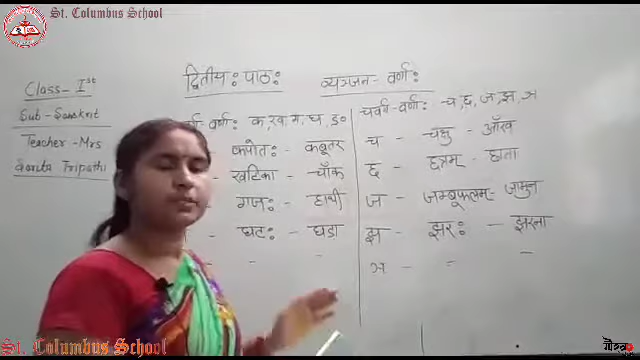 St. Columbus School
Class - Ist
Sub - Sanskrit
Teacher - Mrs
Tripathi
द्वितीय: पाठ:
व्यञ्जन - वर्ण:
वर्ण: क, ख, ग, घ, ड॰
कपोत: - कबूतर
खटिका - चॉक
गज: - हाथी
घट: - घडा
चवर्ग - वर्ण: - च, छ, ज, झ, ञ
च - चक्षु - आँख
छ - छत्रम् - छाता
ज - जम्बूफलम् - जामुन
झ - झर: - झरना
ञ - - -
St. Columbus School